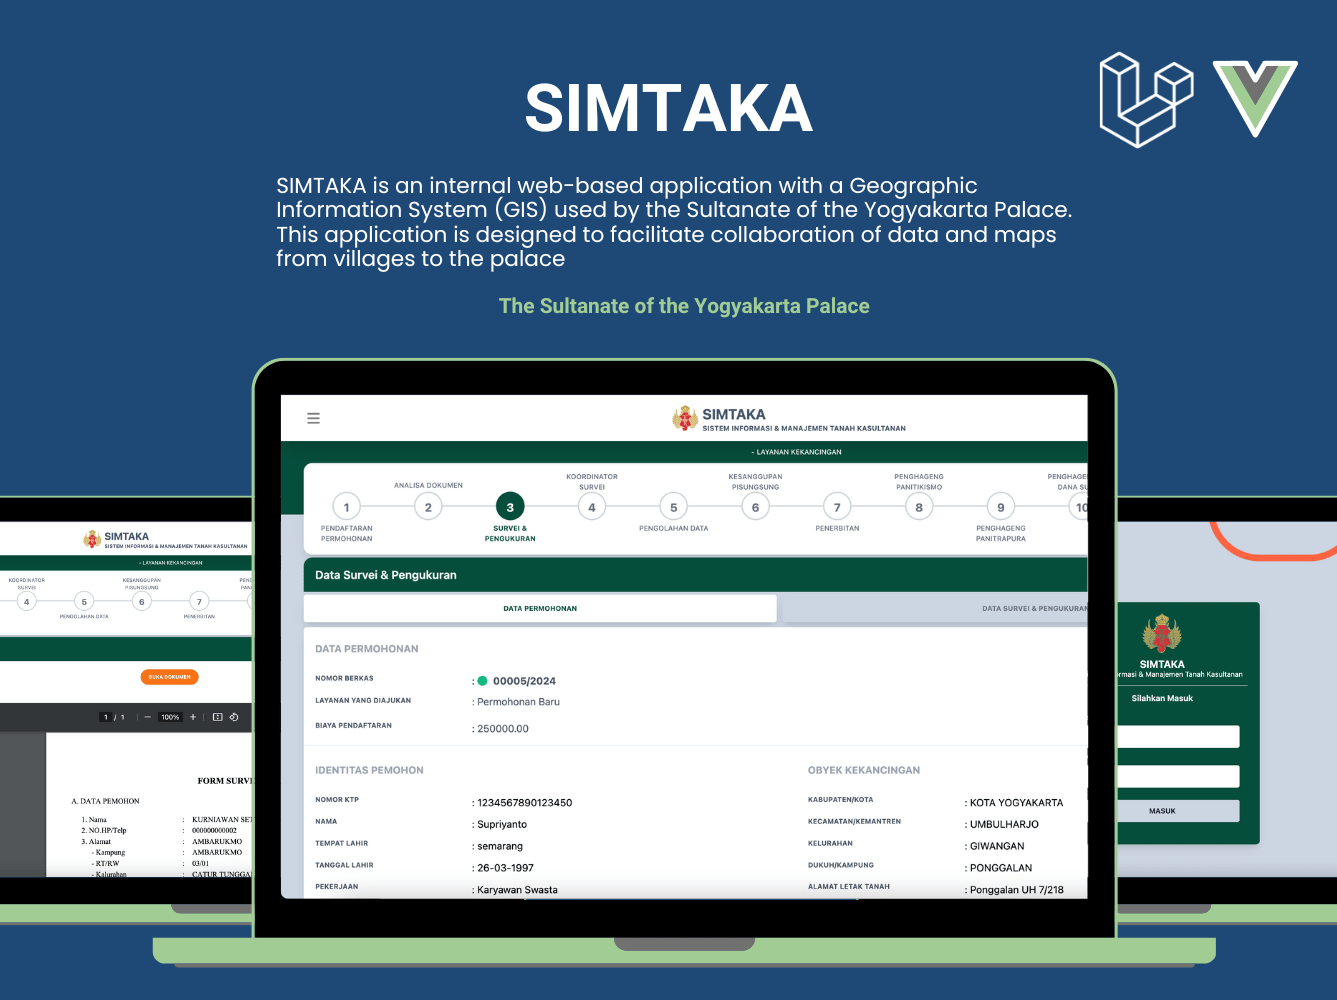 SIMTAKA
SIMTAKA is an internal web-based application with a Geographic
Information System (GIS) used by the Sultanate of the Yogyakarta Palace.
This application is designed to facilitate collaboration of data and maps
from villages to the palace
The Sultanate of the Yogyakarta Palace
SIMTAKA
SISTEM INFORMASI & MANAJEMEN TANAH KASULTANAN
- LAYANAN KEKANCINGAN
1
PENDAFTARAN
PERMOHONAN
ANALISA DOKUMEN
2
3
SURVEI &
PENGUKURAN
KOORDINATOR
SURVEI
4
5
PENGOLAHAN DATA
KESANGGUPAN
PISUNGSUNG
6
7
PENERBITAN
PENGHAGENG
PANITIKISMO
8
9
PENGHAGENG
PANITRAPURA
PENGHAGE
DANA SU
10
Data Survei & Pengukuran
DATA PERMOHONAN
DATA SURVEI & PENGUKURAN
DATA PERMOHONAN
NOMOR BERKAS : 00005/2024
LAYANAN YANG DIAJUKAN : Permohonan Baru
BIAYA PENDAFTARAN : 250000.00
IDENTITAS PEMOHON
NOMOR KTP : 1234567890123450
NAMA : Supriyanto
TEMPAT LAHIR : semarang
TANGGAL LAHIR : 26-03-1997
PEKERJAAN : Karyawan Swasta
OBYEK KEKANCINGAN
KABUPATEN/KOTA : KOTA YOGYAKARTA
KECAMATAN/KEMANTREN : UMBULHARJO
KELURAHAN : GIWANGAN
DUKUH/KAMPUNG : PONGGALAN
ALAMAT LETAK TANAH : Ponggalan UH 7/218
SIMTAKA
SISTEM INFORMASI & MANAJEMEN TANAH KASULTANAN
- LAYANAN KEKANCINGAN
KOORDINATOR
SURVEI
4
5
PENGOLAHAN DATA
KESANGGUPAN
PISUNGSUNG
6
7
PENERBITAN
BUKA DOKUMEN
1 / 1 — 100% +
FORM SURV
A. DATA PEMOHON
1. Nama : KURNIAWAN SET
2. NO.HP/Telp : 000000000002
3. Alamat : AMBARUKMO
- Kampung : AMBARUKMO
- RT/RW : 03/01
- Kalurahan : CATUR TUNGGA
SIMTAKA
rmasi & Manajemen Tanah Kasultanan
Silahkan Masuk
MASUK